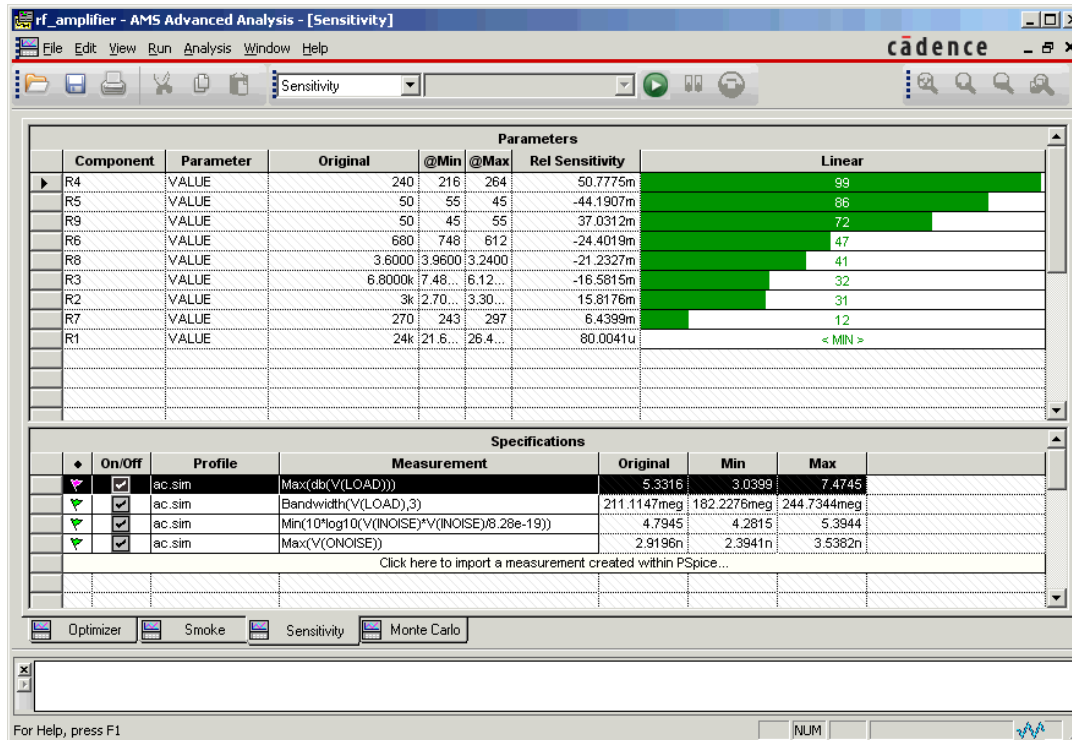 rf_amplifier - AMS Advanced Analysis - [Sensitivity]
File Edit View Run Analysis Window Help
cādence
Sensitivity
Parameters
Component Parameter Original @Min @Max Rel Sensitivity Linear
R4 VALUE 240 216 264 50.7775m 99
R5 VALUE 50 55 45 -44.1907m 86
R9 VALUE 50 45 55 37.0312m 72
R6 VALUE 680 748 612 -24.4019m 47
R8 VALUE 3.6000 3.9600 3.2400 -21.2327m 41
R3 VALUE 6.8000k 7.48... 6.12... -16.5815m 32
R2 VALUE 3k 2.70... 3.30... 15.8176m 31
R7 VALUE 270 243 297 6.4399m 12
R1 VALUE 24k 21.6... 26.4... 80.0041u < MIN >
Specifications
On/Off Profile Measurement Original Min Max
ac.sim Max(db(V(LOAD))) 5.3316 3.0399 7.4745
ac.sim Bandwidth(V(LOAD),3) 211.1147meg 182.2276meg 244.7344meg
ac.sim Min(10*log10(V(INOISE)*V(INOISE)/8.28e-19)) 4.7945 4.2815 5.3944
ac.sim Max(V(ONOISE)) 2.9196n 2.3941n 3.5382n
Click here to import a measurement created within PSpice...
Optimizer Smoke Sensitivity Monte Carlo
For Help, press F1 NUM